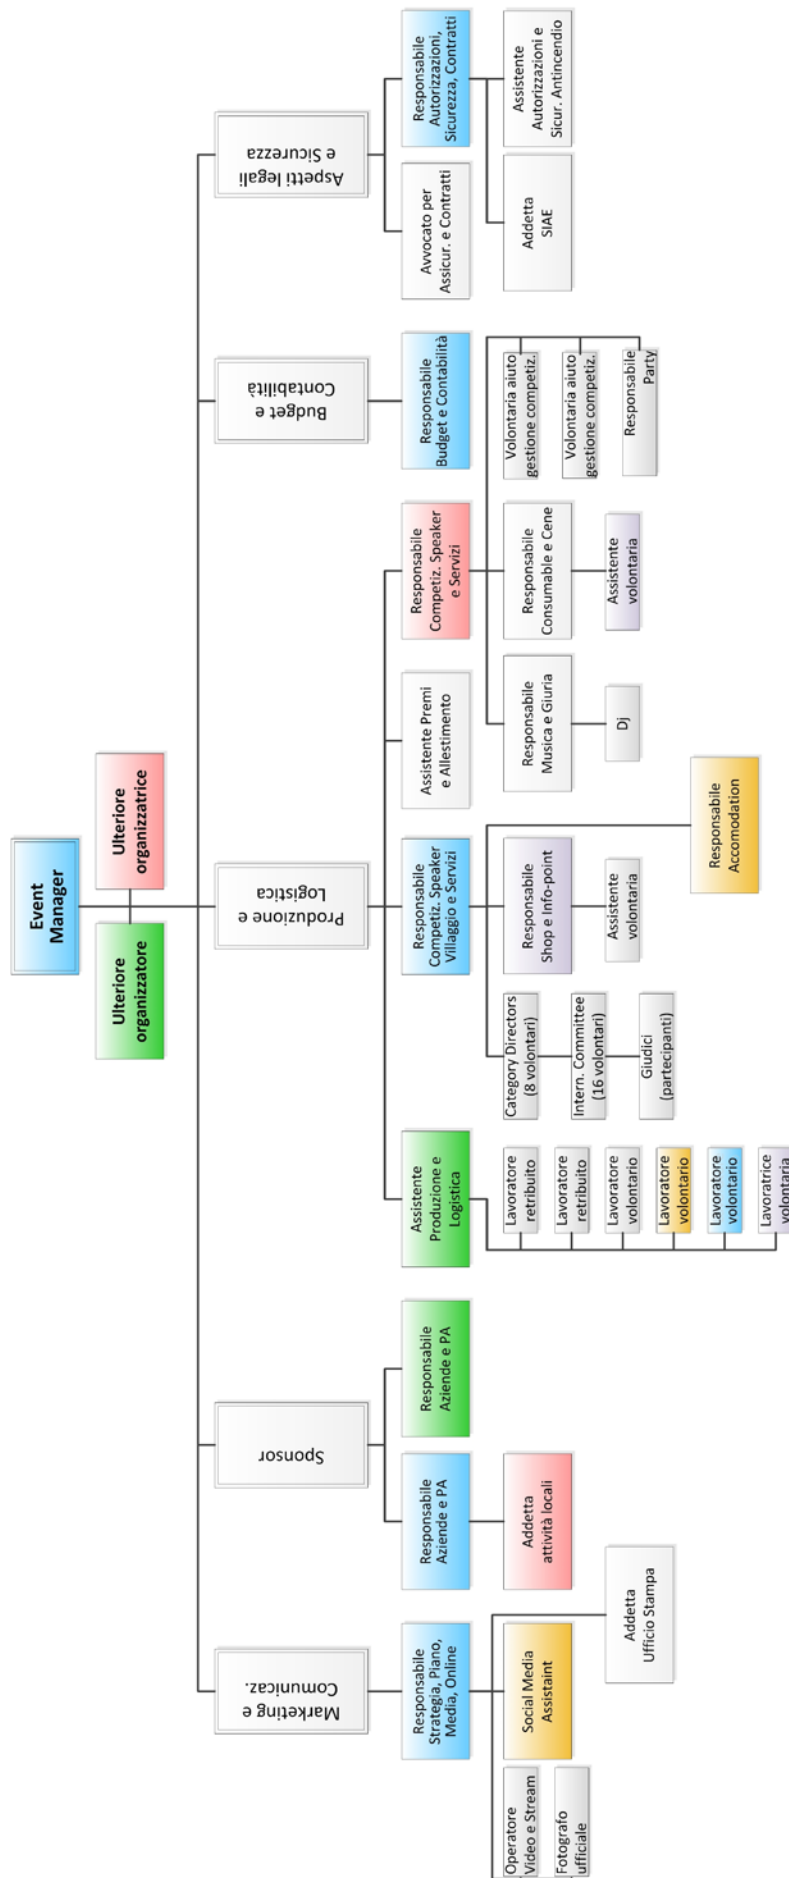 Event
Manager
Ulteriore
organizzatore
Ulteriore
organizzatrice
Marketing e
Comunicaz.
Sponsor
Produzione e
Logistica
Budget e
Contabilità
Aspetti legali
e Sicurezza
Responsabile
Strategia, Piano,
Media, Online
Responsabile
Aziende e PA
Responsabile
Aziende e PA
Assistente
Produzione e
Logistica
Responsabile
Competiz. Speaker
Villaggio e Servizi
Assistente Premi
e Allestimento
Responsabile
Competiz. Speaker
e Servizi
Responsabile
Budget e Contabilità
Avvocato per
Assicur. e Contratti
Responsabile
Autorizzazioni,
Sicurezza, Contratti
Operatore
Video e Stream
Fotografo
ufficiale
Social Media
Assistaint
Addetta
Ufficio Stampa
Addetta
attività locali
Lavoratore
retribuito
Lavoratore
retribuito
Lavoratore
volontario
Lavoratore
volontario
Lavoratore
volontario
Lavoratrice
volontaria
Category Directors
(8 volontari)
Intern. Committee
(16 volontari)
Giudici
(partecipanti)
Responsabile
Shop e Info-point
Assistente
volontaria
Responsabile
Accomodation
Responsabile
Musica e Giuria
Dj
Responsabile
Consumable e Cene
Assistente
volontaria
Volontaria aiuto
gestione competiz.
Volontaria aiuto
gestione competiz.
Responsabile
Party
Addetta
SIAE
Assistente
Autorizzazioni e
Sicur. Antincendio